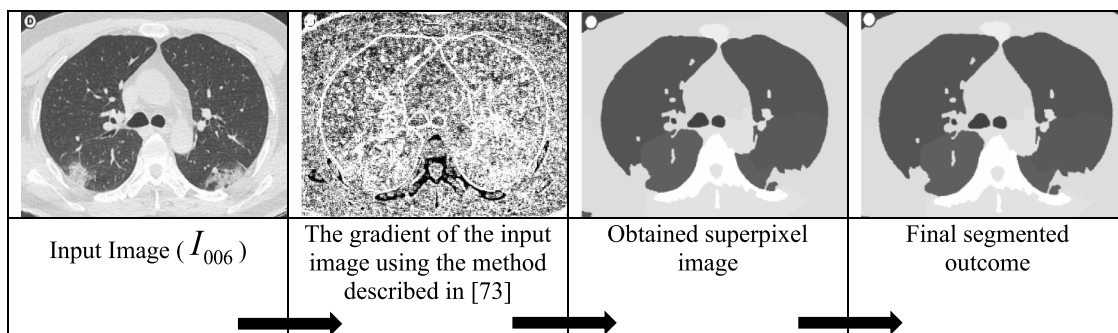 D
Input Image ( I006 )
The gradient of the input
image using the method
described in [73]
Obtained superpixel
image
Final segmented
outcome